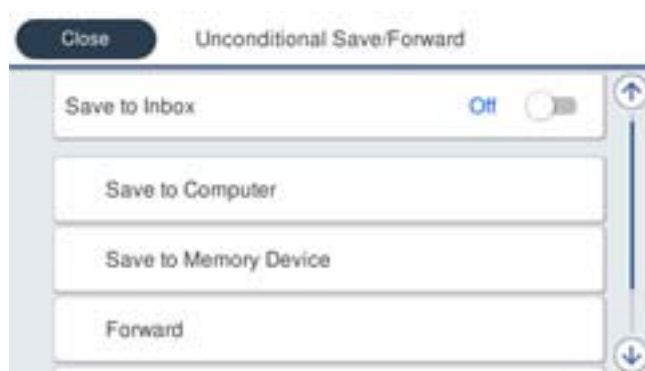 Close Unconditional Save/Forward
Save to Inbox Off
Save to Computer
Save to Memory Device
Forward